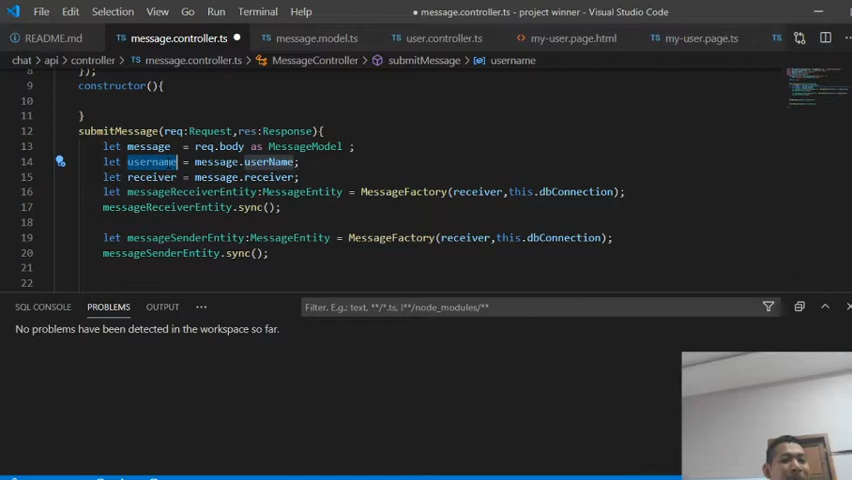 File Edit Selection View Go Run Terminal Help
message.controller.ts - project winner - Visual Studio Code
README.md message.controller.ts message.model.ts user.controller.ts my-user.page.html my-user.page.ts TS
chat > api > controller > message.controller.ts > MessageController > submitMessage > username
8 });
9 constructor(){
10
11 }
12 submitMessage(req:Request,res:Response){
13 let message = req.body as MessageModel ;
14 let username = message.userName;
15 let receiver = message.receiver;
16 let messageReceiverEntity:MessageEntity = MessageFactory(receiver,this.dbConnection);
17 messageReceiverEntity.sync();
18
19 let messageSenderEntity:MessageEntity = MessageFactory(receiver,this.dbConnection);
20 messageSenderEntity.sync();
21
22
SQL CONSOLE PROBLEMS OUTPUT ... Filter. E.g.: text, **/*.ts, !**/node_modules/**
No problems have been detected in the workspace so far.